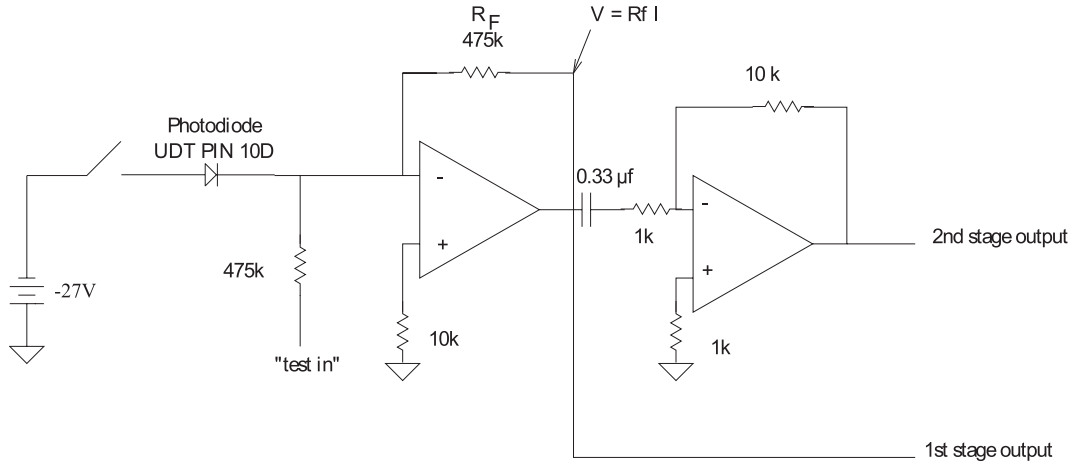 R
F
475k
V = Rf I
10 k
Photodiode
UDT PIN 10D
-
+
0.33 µf
1k
-
+
2nd stage output
475k
-27V
10k
1k
"test in"
1st stage output